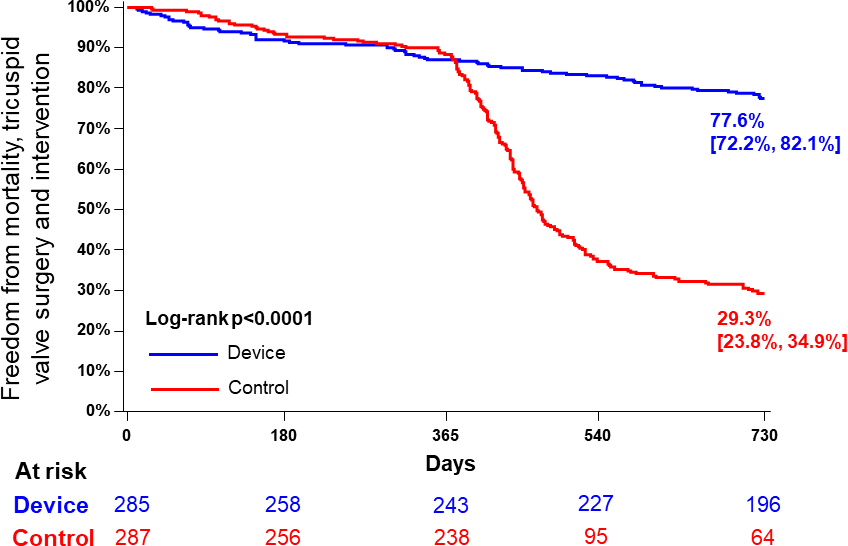 Freedom from mortality, tricuspid
valve surgery and intervention
100%
90%
80%
70%
60%
50%
40%
30%
20%
10%
0%
77.6%
[72.2%, 82.1%]
29.3%
[23.8%, 34.9%]
Log-rank p<0.0001
Device
Control
0 180 365 540 730
Days
At risk
Device 285 258 243 227 196
Control 287 256 238 95 64